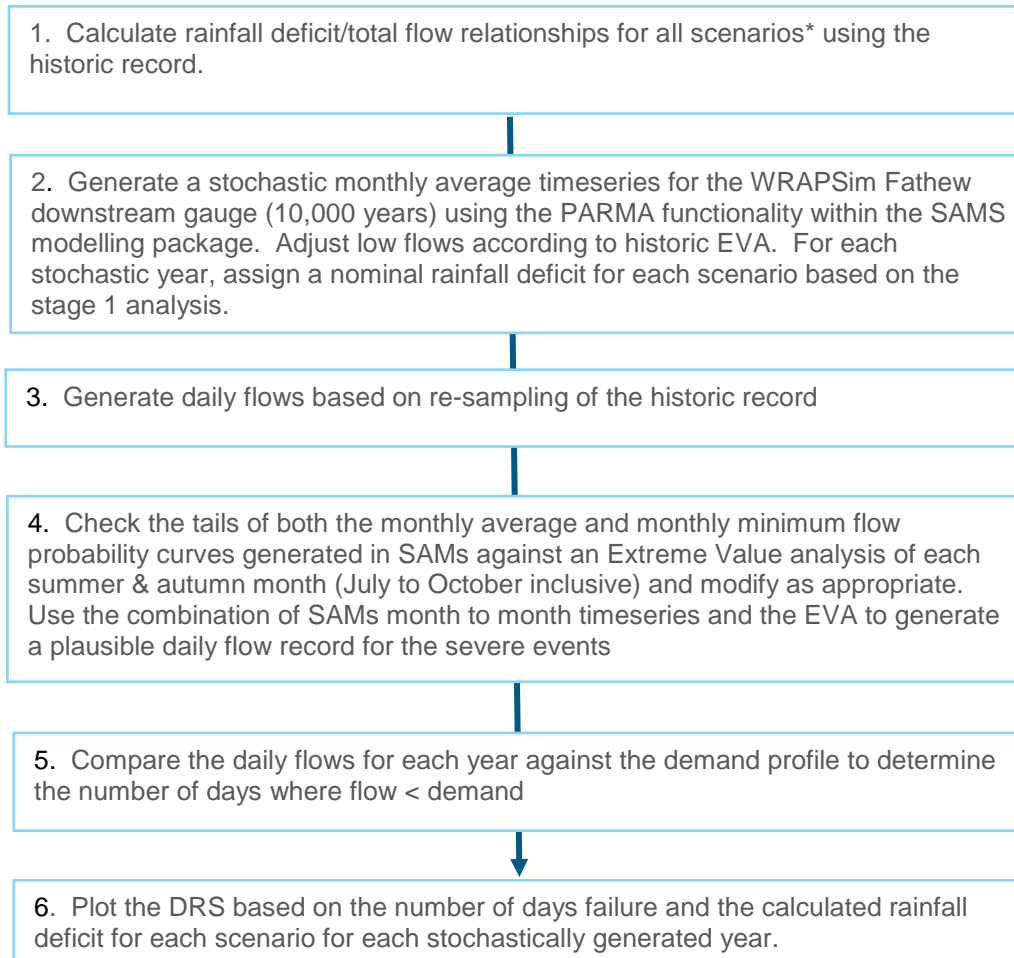 1. Calculate rainfall deficit/total flow relationships for all scenarios* using the
historic record.
2. Generate a stochastic monthly average timeseries for the WRAPSim Fathew
downstream gauge (10,000 years) using the PARMA functionality within the SAMS
modelling package. Adjust low flows according to historic EVA. For each
stochastic year, assign a nominal rainfall deficit for each scenario based on the
stage 1 analysis.
3. Generate daily flows based on re-sampling of the historic record
4. Check the tails of both the monthly average and monthly minimum flow
probability curves generated in SAMs against an Extreme Value analysis of each
summer & autumn month (July to October inclusive) and modify as appropriate.
Use the combination of SAMs month to month timeseries and the EVA to generate
a plausible daily flow record for the severe events
5. Compare the daily flows for each year against the demand profile to determine
the number of days where flow < demand
6. Plot the DRS based on the number of days failure and the calculated rainfall
deficit for each scenario for each stochastically generated year.